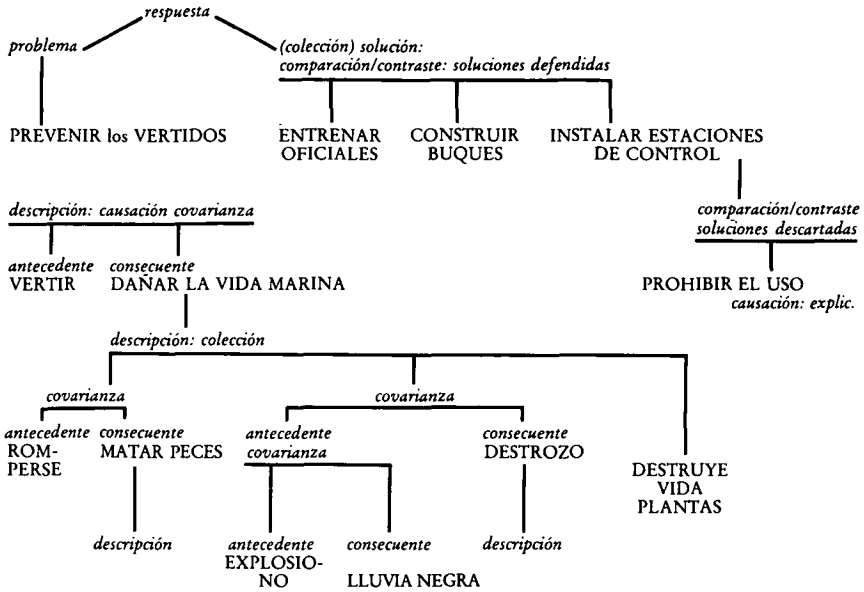 respuesta
problema
(colección) solución:
comparación/contraste: soluciones defendidas
PREVENIR los VERTIDOS
ENTRENAR
OFICIALES
CONSTRUIR
BUQUES
INSTALAR ESTACIONES
DE CONTROL
descripción: causación covarianza
comparación/contraste
soluciones descartadas
antecedente
VERTIR
consecuente
DAÑAR LA VIDA MARINA
PROHIBIR EL USO
causación: explic.
descripción: colección
covarianza
covarianza
antecedente
ROM-
PERSE
consecuente
MATAR PECES
antecedente
covarianza
consecuente
DESTROZO
DESTRUYE
VIDA
PLANTAS
descripción
antecedente
EXPLOSIO-
NO
consecuente
LLUVIA NEGRA
descripción